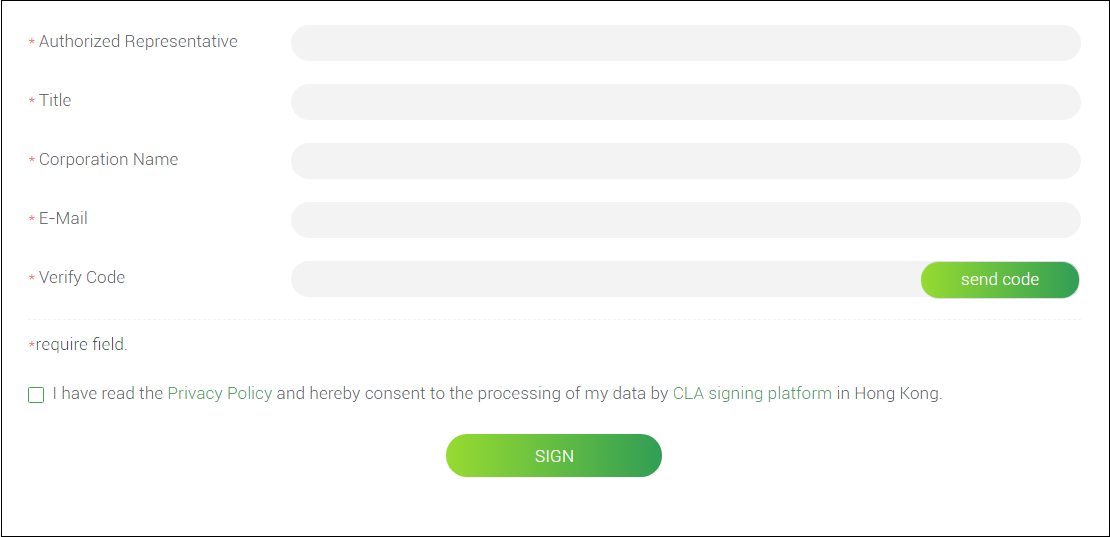 * Authorized Representative
* Title
* Corporation Name
* E-Mail
* Verify Code
send code
*require field.
I have read the Privacy Policy and hereby consent to the processing of my data by CLA signing platform in Hong Kong.
SIGN